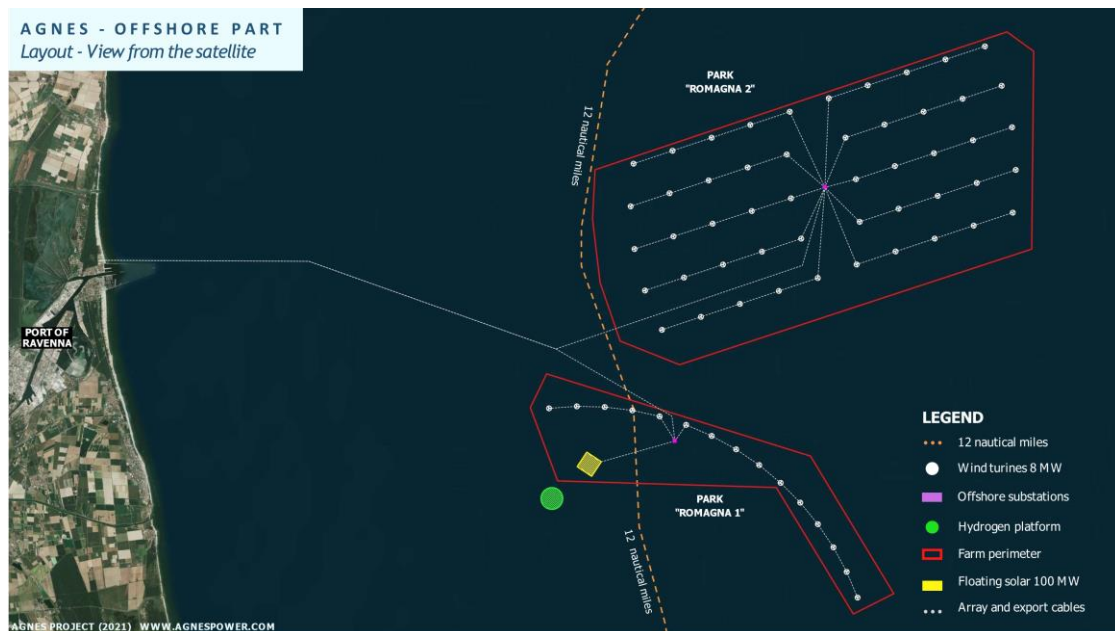 AGNES - OFFSHORE PART
Layout - View from the satellite
PARK
"ROMAGNA 2"
12 nautical miles
PORT OF
RAVENNA
PARK
"ROMAGNA 1"
12 nautical miles
LEGEND
12 nautical miles
Wind turines 8 MW
Offshore substations
Hydrogen platform
Farm perimeter
Floating solar 100 MW
Array and export cables
AGNES PROJECT (2021) WWW.AGNESPOWER.COM